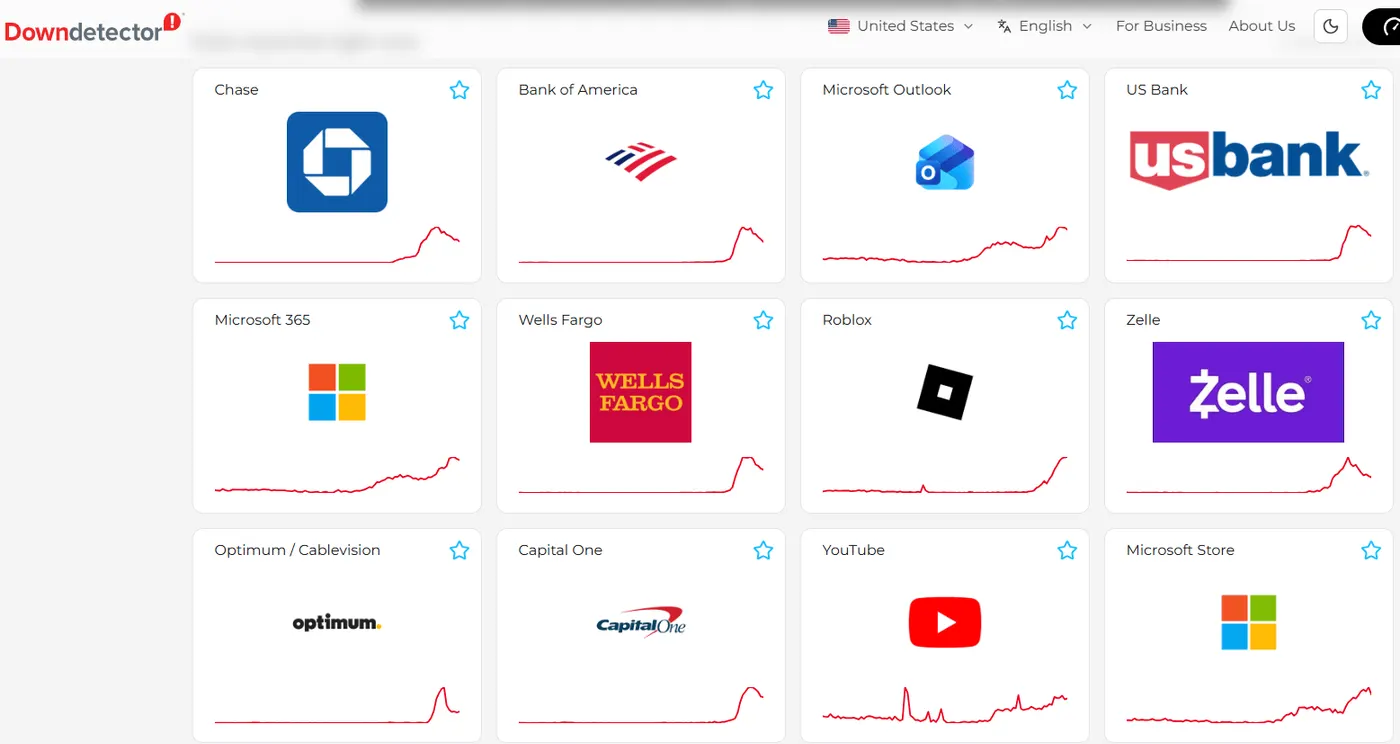 Downdetector
United States
English
For Business
About Us
Chase
Bank of America
Microsoft Outlook
US Bank
O
usbank®
Microsoft 365
Wells Fargo
Roblox
Zelle
WELLS
FARGO
Zelle®
Optimum / Cablevision
Capital One
YouTube
Microsoft Store
optimum.
Capital One